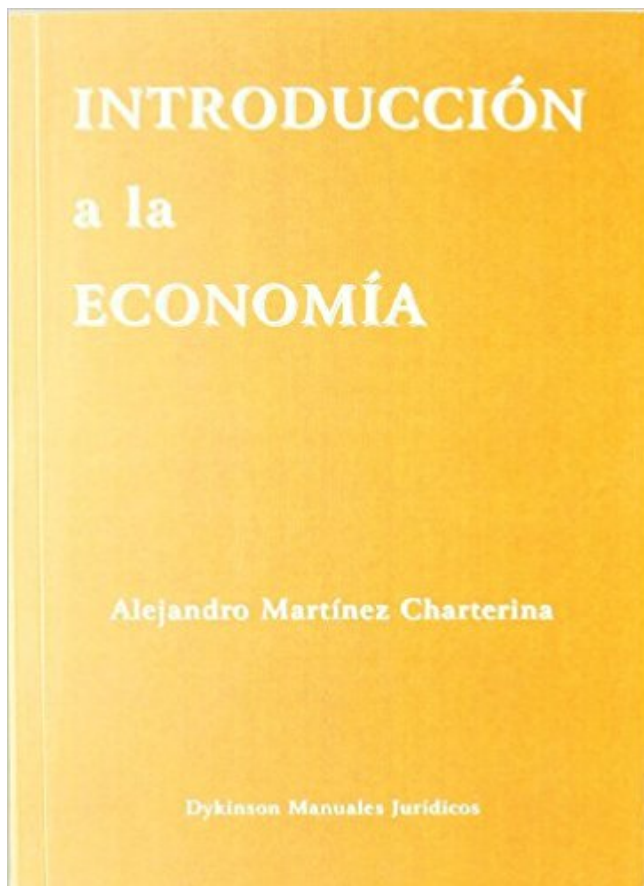 INTRODUCCIÓN
a la
ECONOMÍA
Alejandro Martínez Charterina
Dykinson Manuales Jurídicos